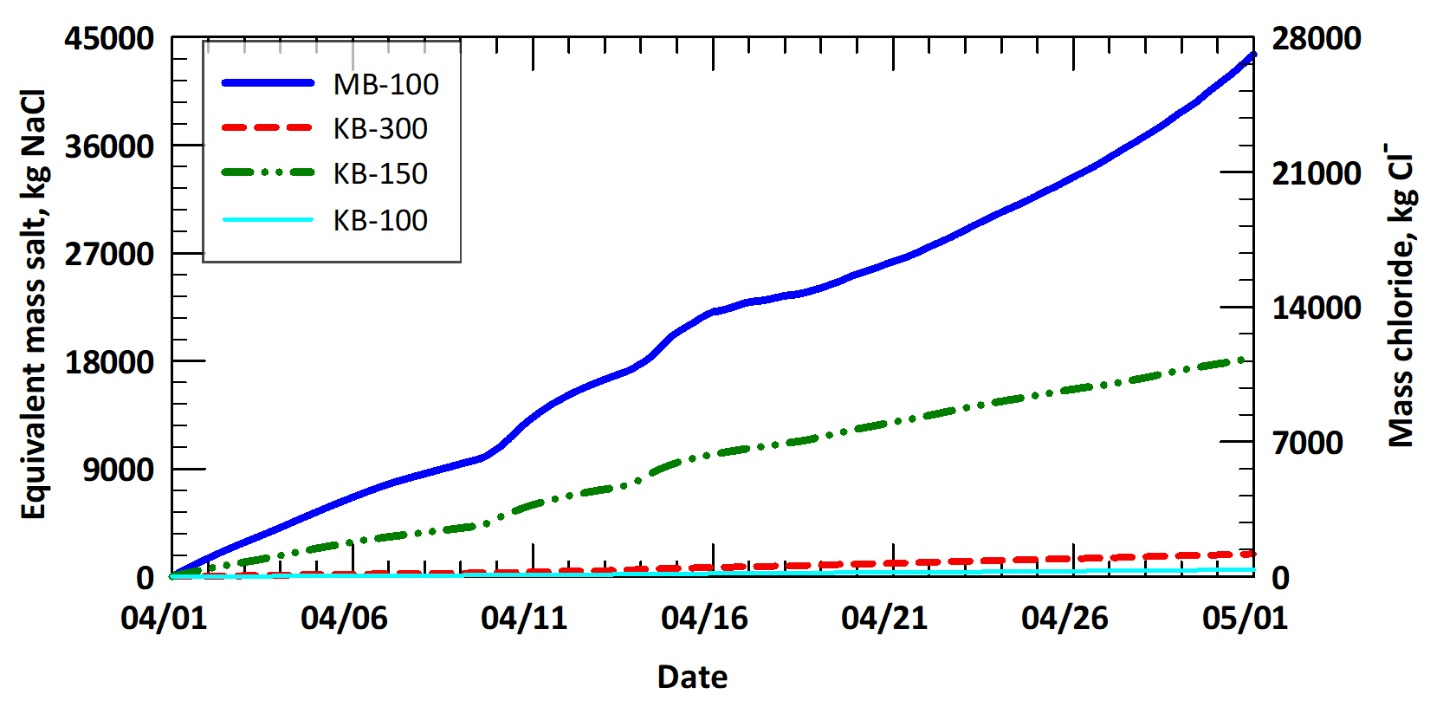 45000
36000
27000
18000
9000
0
Equivalent mass salt, kg NaCl
MB-100
KB-300
KB-150
KB-100
28000
21000
14000
7000
0
Mass chloride, kg Cl¯
04/01 04/06 04/11 04/16 04/21 04/26 05/01
Date